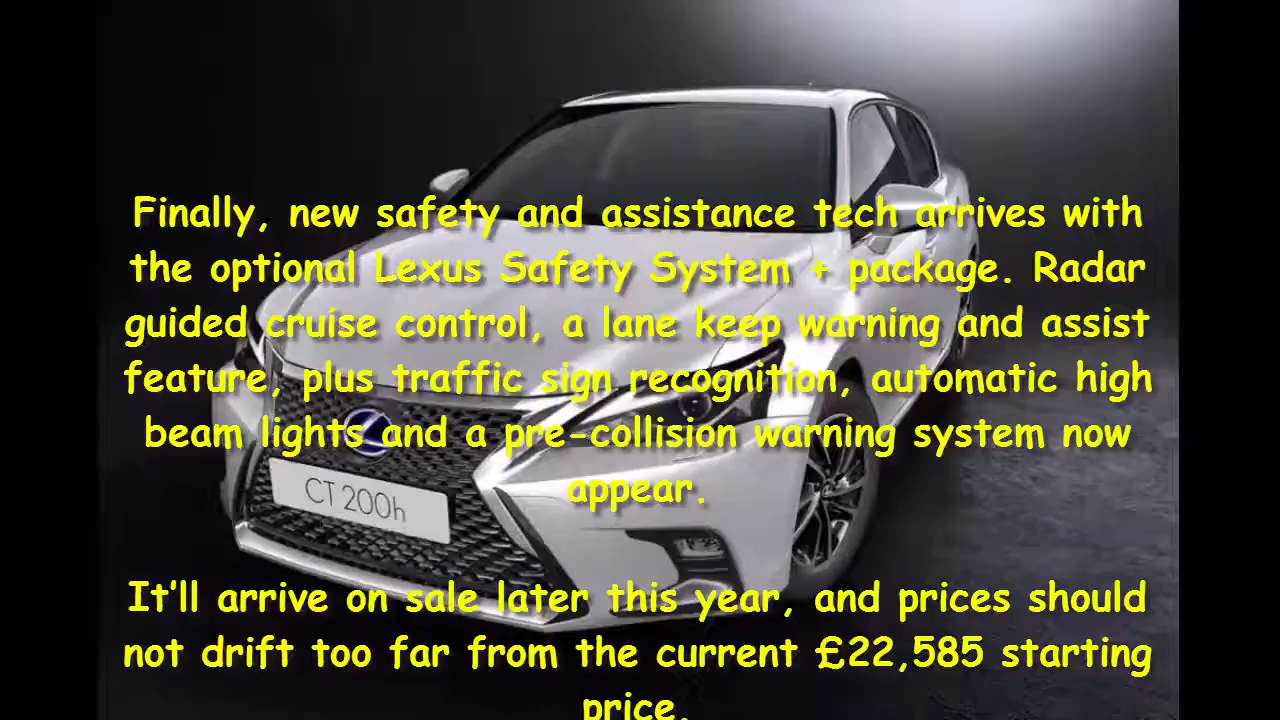 Finally, new safety and assistance tech arrives with
the optional Lexus Safety System + package. Radar
guided cruise control, a lane keep warning and assist
feature, plus traffic sign recognition, automatic high
beam lights and a pre-collision warning system now
appear.
CT 200h
It'll arrive on sale later this year, and prices should
not drift too far from the current £22,585 starting
price.